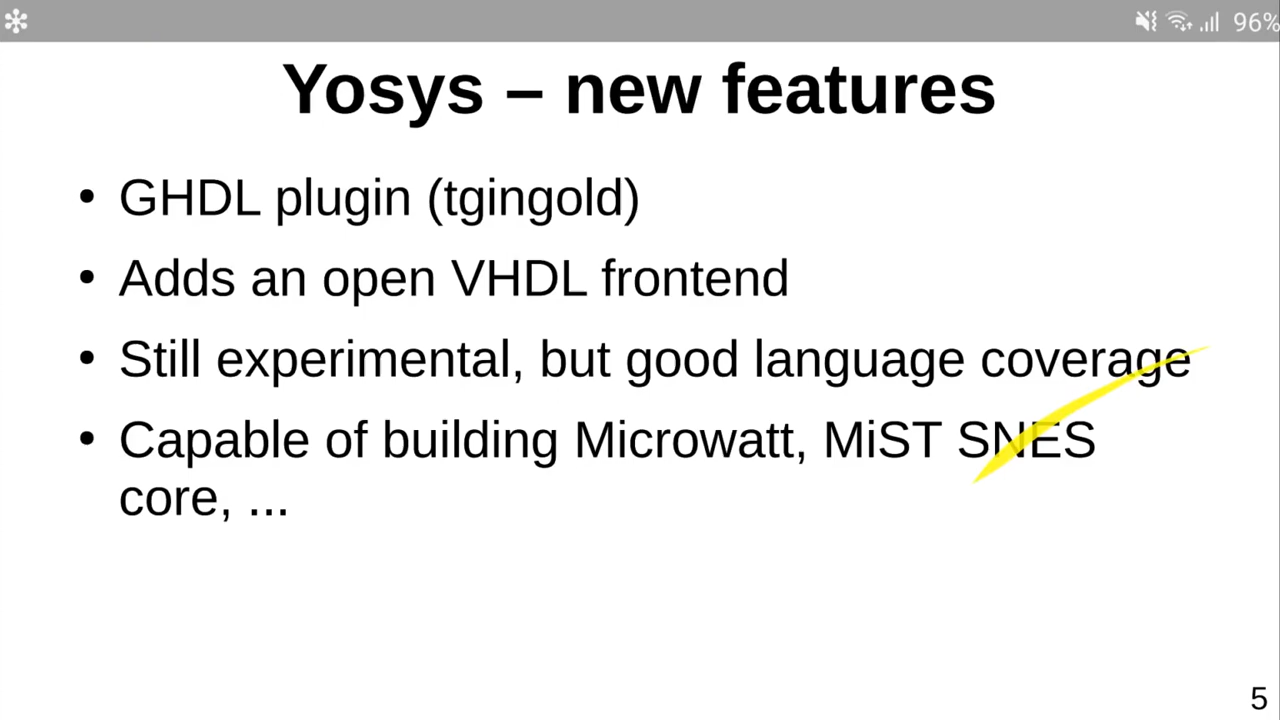 96%
Yosys – new features
• GHDL plugin (tgingold)
• Adds an open VHDL frontend
• Still experimental, but good language coverage
• Capable of building Microwatt, MiST SNES
core, ...
5